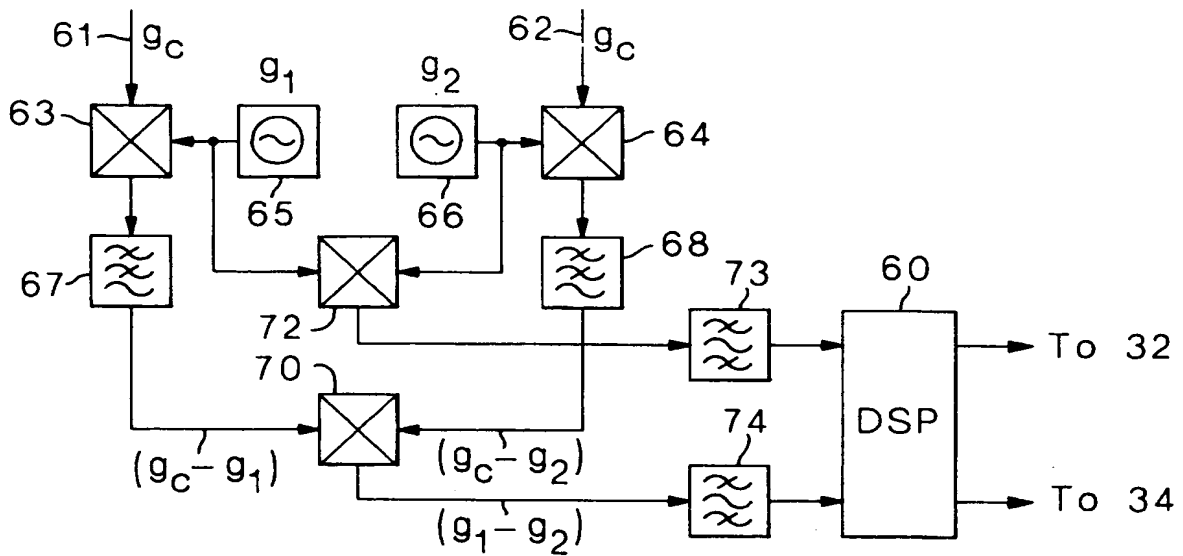 61 g_c
62 g_c
g_1
g_2
63
64
65
66
67
68
72
73
60
To 32
70
DSP
74
(g_c - g_1)
(g_c - g_2)
To 34
(g_1 - g_2)